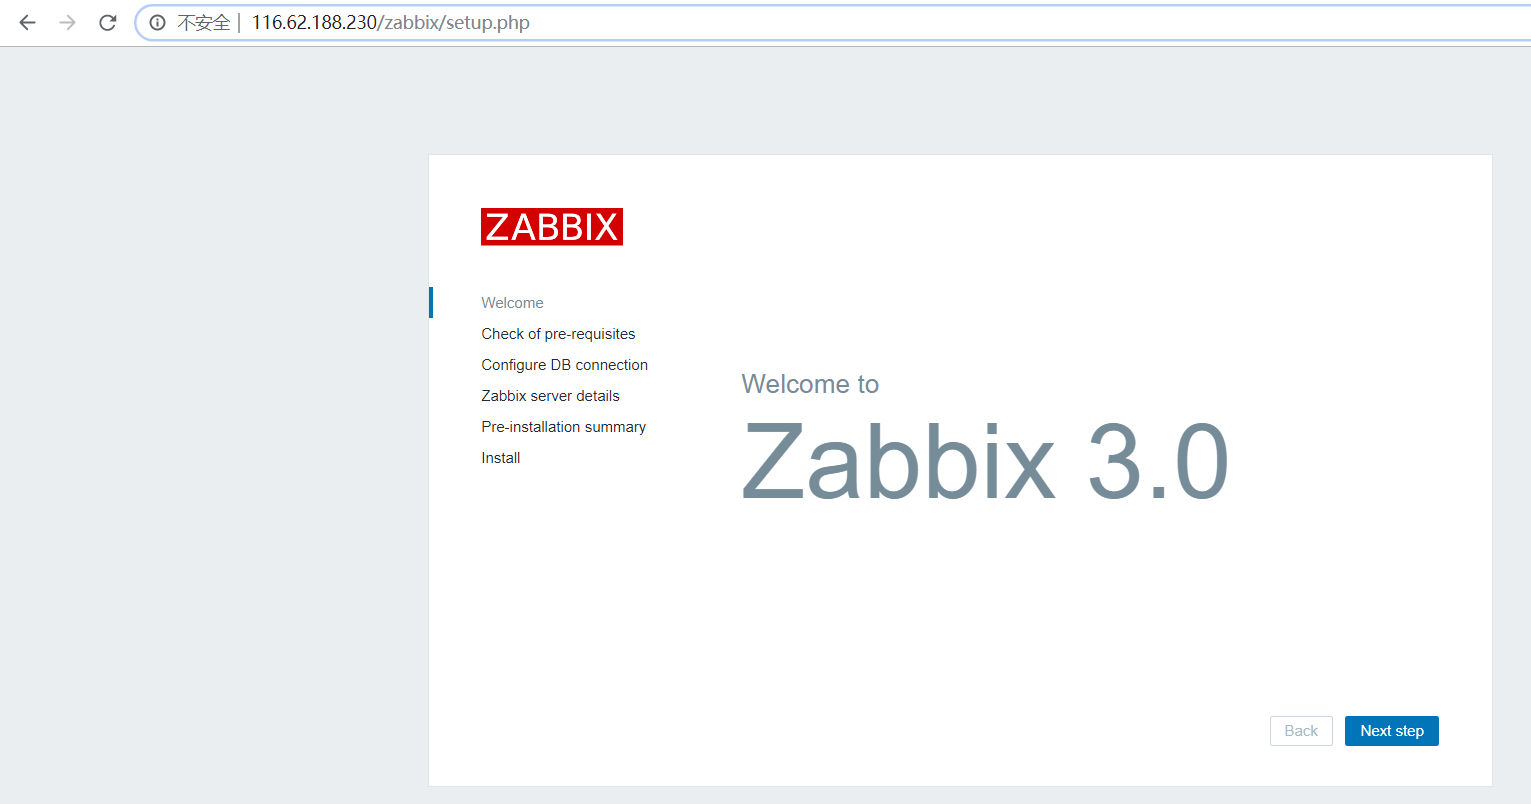 不安全 | 116.62.188.230/zabbix/setup.php
ZABBIX
Welcome
Check of pre-requisites
Configure DB connection
Zabbix server details
Pre-installation summary
Install
Welcome to
Zabbix 3.0
Back
Next step